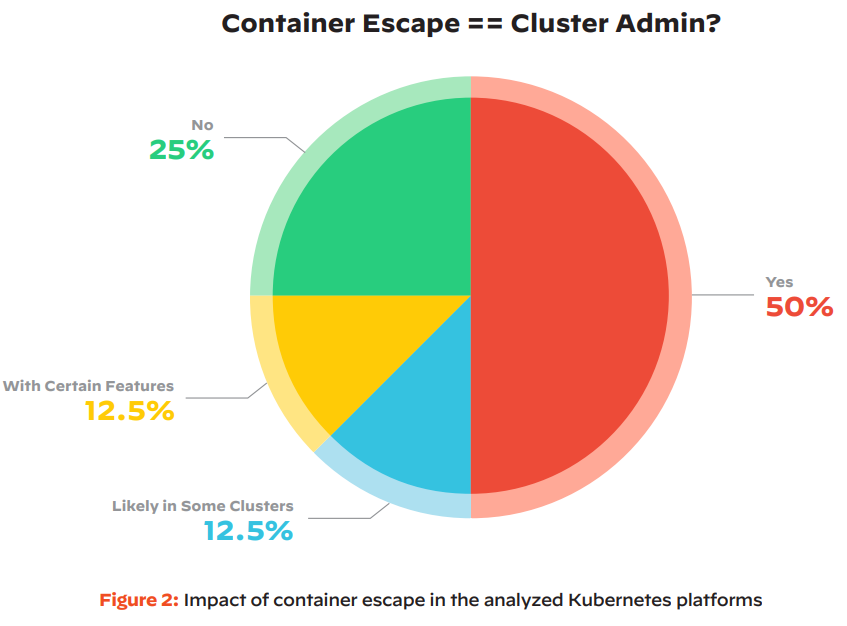 Container Escape == Cluster Admin?
No
25%
Yes
50%
With Certain Features
12.5%
Likely in Some Clusters
12.5%
Figure 2: Impact of container escape in the analyzed Kubernetes platforms